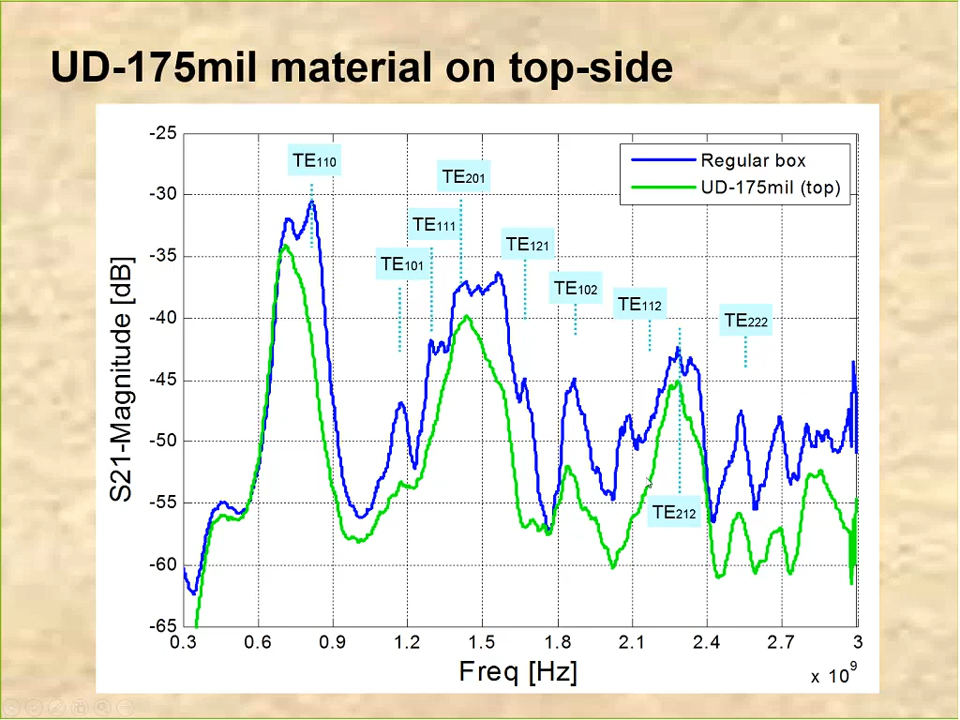 UD-175mil material on top-side
-25
-30
-35
-40
-45
-50
-55
-60
-65
S21-Magnitude [dB]
TE110
TE201
TE111
TE101
TE121
TE102
TE112
TE222
TE212
Regular box
UD-175mil (top)
0.3 0.6 0.9 1.2 1.5 1.8 2.1 2.4 2.7 3
Freq [Hz]
x 10^9